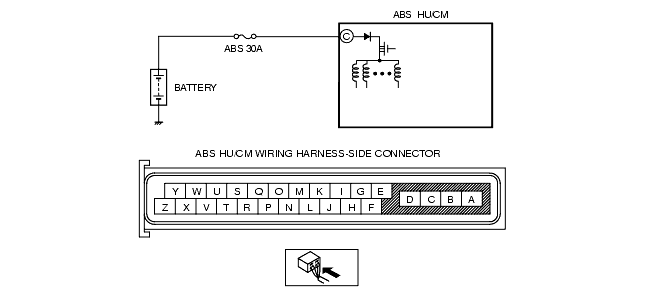 ABS HU/CM
C
ABS 30A
BATTERY
ABS HU/CM WIRING HARNESS-SIDE CONNECTOR
Y W U S Q O M K I G E
D C B A
Z X V T R P N L J H F